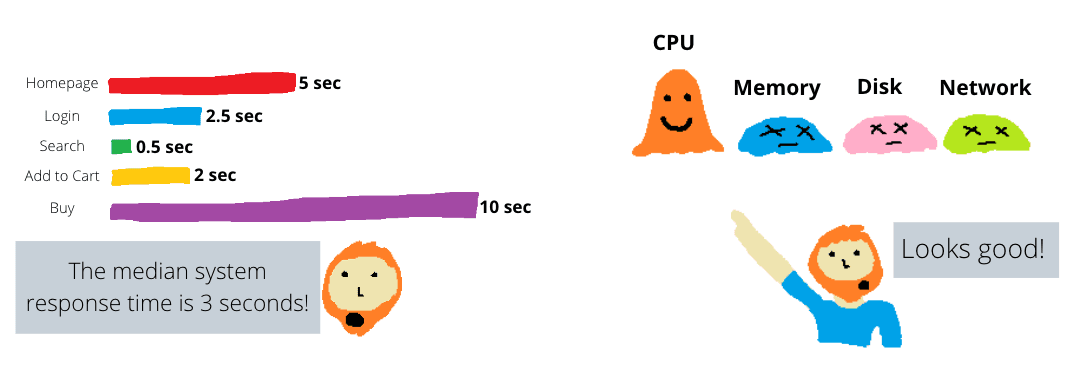 Homepage 5 sec
Login 2.5 sec
Search 0.5 sec
Add to Cart 2 sec
Buy 10 sec
The median system
response time is 3 seconds!
CPU
Memory Disk Network
Looks good!